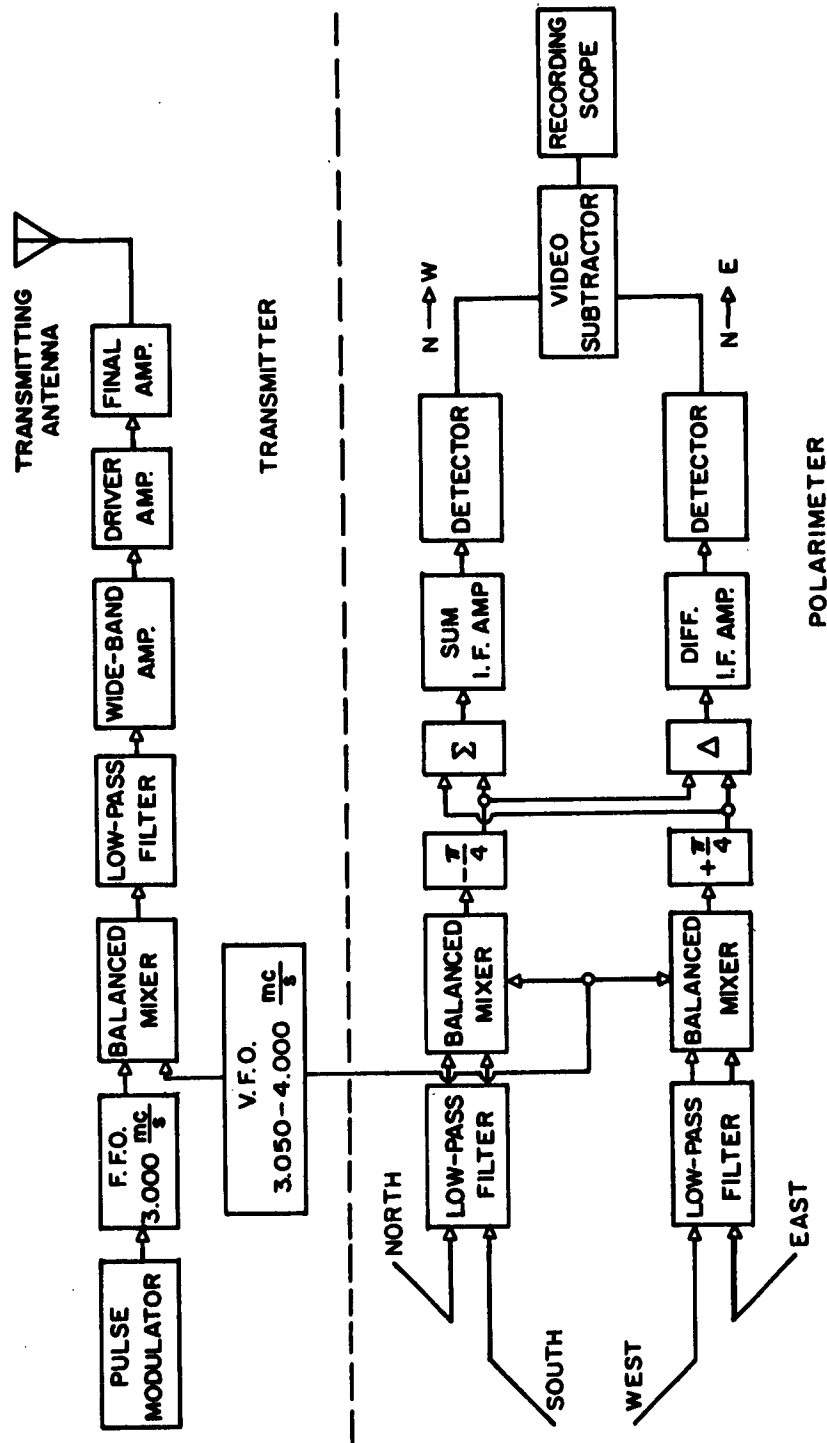 TRANSMITTING
ANTENNA
PULSE
MODULATOR
F.F.O.
3.000 mc/s
BALANCED
MIXER
LOW-PASS
FILTER
WIDE-BAND
AMP.
DRIVER
AMP.
FINAL
AMP.
V.F.O.
3.050-4.000 mc/s
TRANSMITTER
NORTH
SOUTH
LOW-PASS
FILTER
BALANCED
MIXER
-π/4
Σ
SUM
I.F. AMP
DETECTOR
N→W
WEST
EAST
LOW-PASS
FILTER
BALANCED
MIXER
+π/4
Δ
DIFF.
I.F. AMP.
DETECTOR
N→E
VIDEO
SUBTRACTOR
RECORDING
SCOPE
POLARIMETER